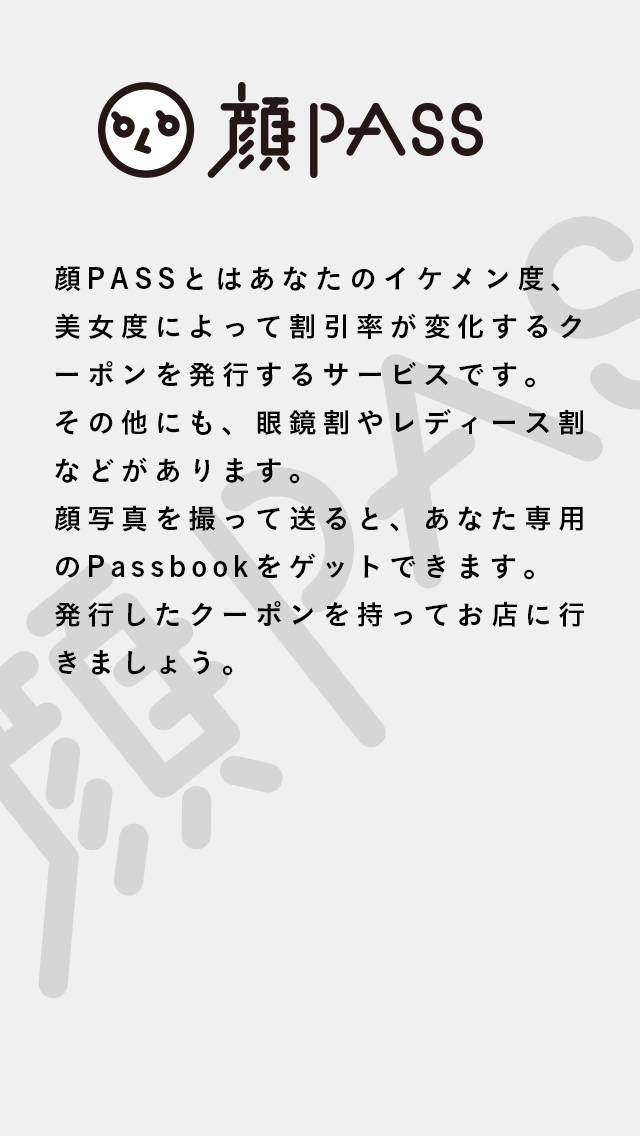 顔PASS
顔PASSとはあなたのイケメン度、
美女度によって割引率が変化するク
ーポンを発行するサービスです。
その他にも、眼鏡割やレディース割
などがあります。
顔写真を撮って送ると、あなた専用
のPassbookをゲットできます。
発行したクーポンを持ってお店に行
きましょう。
顔PAS